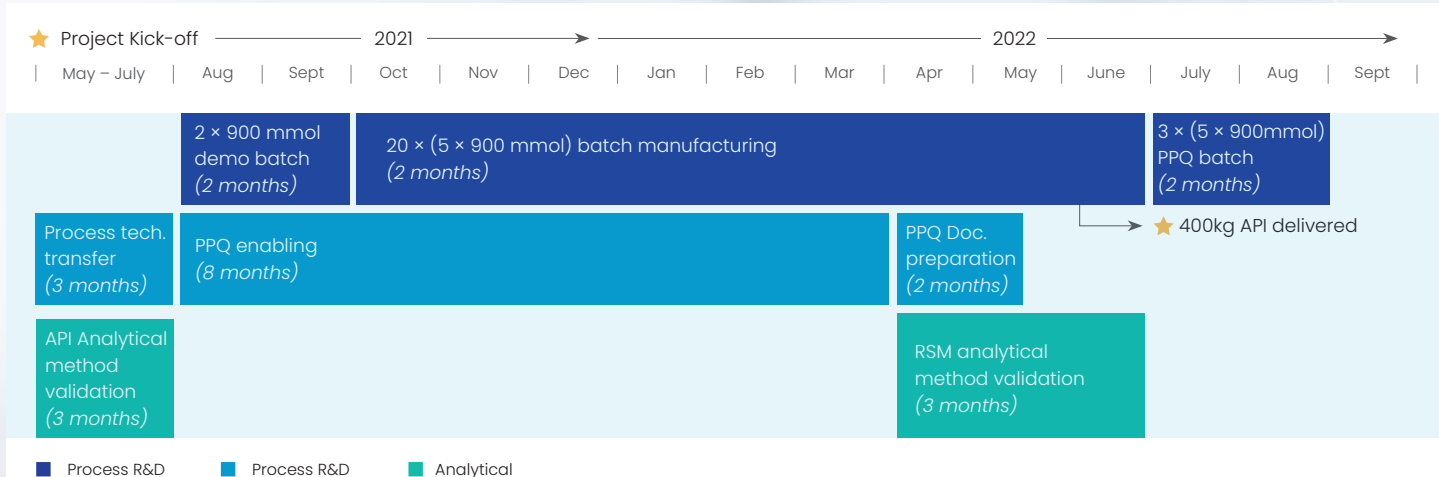 Project Kick-off
2021
2022
May – July
Aug
Sept
Oct
Nov
Dec
Jan
Feb
Mar
Apr
May
June
July
Aug
Sept
2 × 900 mmol
demo batch
(2 months)
20 × (5 × 900 mmol) batch manufacturing
(2 months)
3 × (5 × 900mmol)
PPQ batch
(2 months)
400kg API delivered
Process tech.
transfer
(3 months)
PPQ enabling
(8 months)
PPQ Doc.
preparation
(2 months)
API Analytical
method
validation
(3 months)
RSM analytical
method validation
(3 months)
Process R&D
Process R&D
Analytical